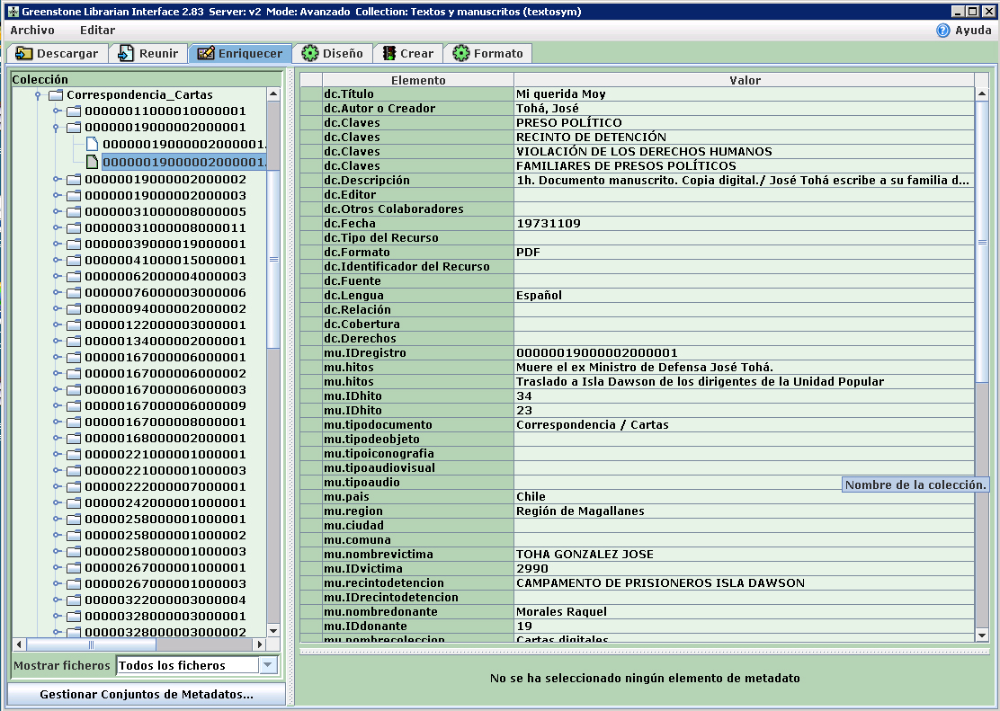 Greenstone Librarian Interface 2.83 Server: v2 Mode: Avanzado Collection: Textos y manuscritos (textosym)
Archivo Editar Ayuda
Descargar Reunir Enriquecer Diseño Crear Formato
Colección
Correspondencia_Cartas
00000011000010000001
00000019000002000001
00000019000002000001.
00000019000002000001.
00000019000002000002
00000019000002000003
00000031000008000005
00000031000008000011
00000039000019000001
00000041000015000001
00000062000004000003
00000076000003000006
00000094000002000002
00000122000003000001
00000134000002000001
00000167000006000001
00000167000006000002
00000167000006000003
00000167000006000009
00000167000008000001
00000168000002000001
00000221000001000001
00000221000001000003
00000222000007000001
00000242000001000001
00000258000001000001
00000258000001000002
00000258000001000003
00000267000001000001
00000267000001000003
00000322000003000004
00000328000003000001
00000328000003000002
Mostrar ficheros Todos los ficheros
Gestionar Conjuntos de Metadatos...
Elemento Valor
dc.Título Mi querida Moy
dc.Autor o Creador Tohá, José
dc.Claves PRESO POLÍTICO
dc.Claves RECINTO DE DETENCIÓN
dc.Claves VIOLACIÓN DE LOS DERECHOS HUMANOS
dc.Claves FAMILIARES DE PRESOS POLÍTICOS
dc.Descripción 1h. Documento manuscrito. Copia digital./ José Tohá escribe a su familia d...
dc.Editor
dc.Otros Colaboradores
dc.Fecha 19731109
dc.Tipo del Recurso
dc.Formato PDF
dc.Identificador del Recurso
dc.Fuente
dc.Lengua Español
dc.Relación
dc.Cobertura
dc.Derechos
mu.IDregistro 00000019000002000001
mu.hitos Muere el ex Ministro de Defensa José Tohá.
mu.hitos Traslado a Isla Dawson de los dirigentes de la Unidad Popular
mu.IDhito 34
mu.IDhito 23
mu.tipodocumento Correspondencia / Cartas
mu.tipodeobjeto
mu.tipoiconografia
mu.tipoaudiovisual
mu.tipoaudio
Nombre de la colección.
mu.pais Chile
mu.region Región de Magallanes
mu.ciudad
mu.comuna
mu.nombrevictima TOHA GONZALEZ JOSE
mu.IDvictima 2990
mu.recintodetencion CAMPAMENTO DE PRISIONEROS ISLA DAWSON
mu.IDrecintodetencion
mu.nombredonante Morales Raquel
mu.IDdonante 19
mu.nombrecoleccion Cartas digitales
No se ha seleccionado ningún elemento de metadato